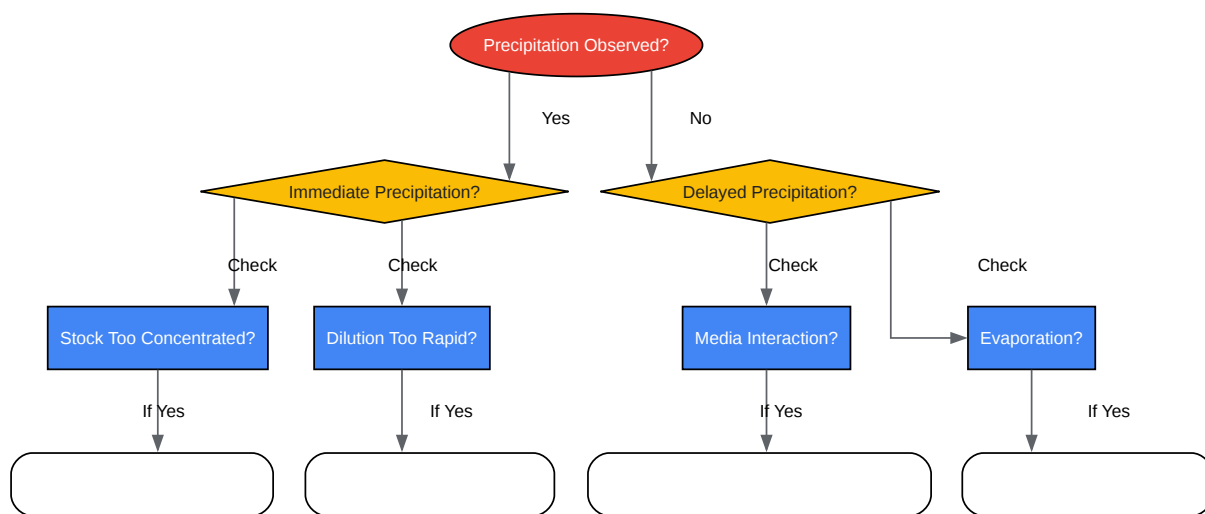 Precipitation Observed?
Yes
No
Immediate Precipitation?
Delayed Precipitation?
Check
Check
Check
Check
Stock Too Concentrated?
Dilution Too Rapid?
Media Interaction?
Evaporation?
If Yes
If Yes
If Yes
If Yes